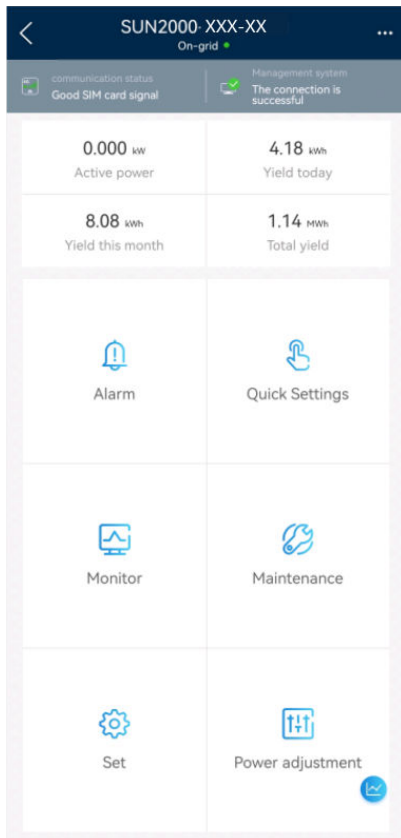 SUN2000- XXX-XX
On-grid
communication status
Good SIM card signal
Management system
The connection is
successful
0.000 kW
Active power
4.18 kWh
Yield today
8.08 kWh
Yield this month
1.14 MWh
Total yield
Alarm
Quick Settings
Monitor
Maintenance
Set
Power adjustment